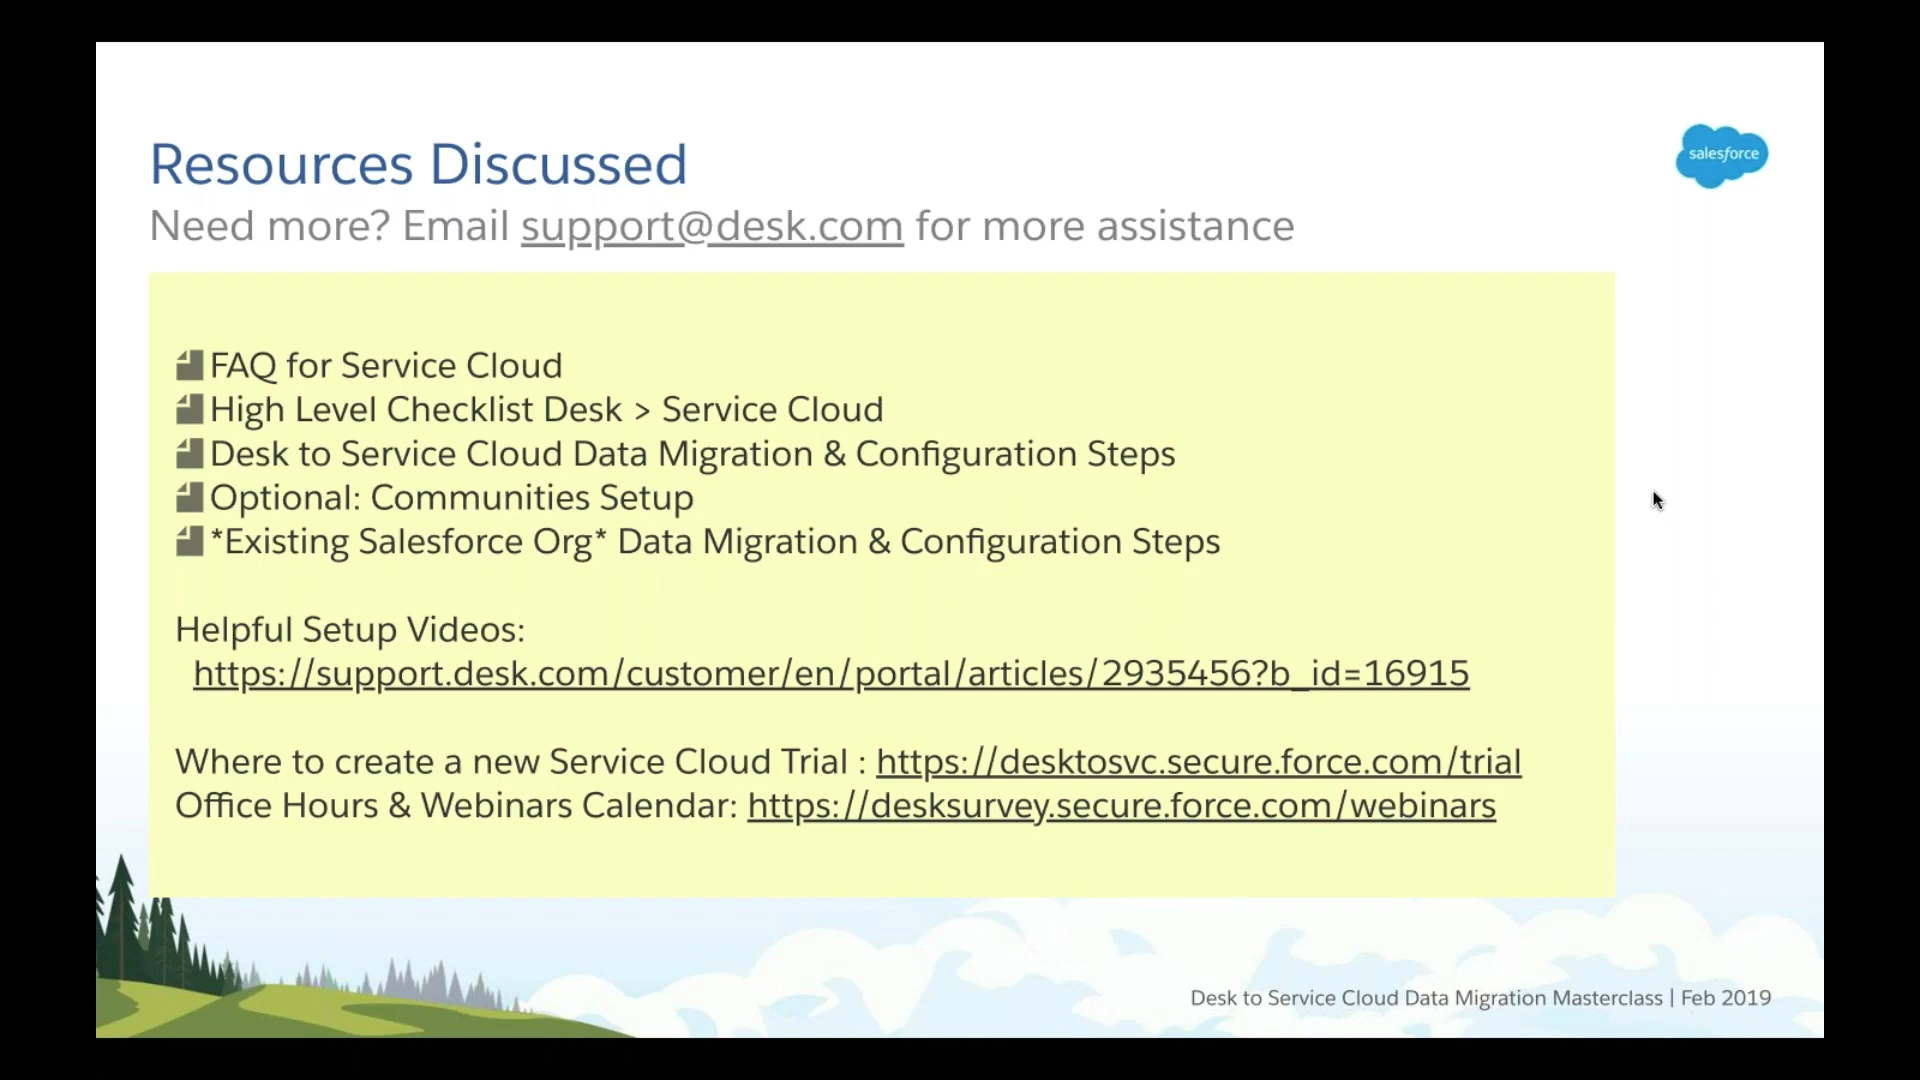 Resources Discussed
salesforce
Need more? Email support@desk.com for more assistance
FAQ for Service Cloud
High Level Checklist Desk > Service Cloud
Desk to Service Cloud Data Migration & Configuration Steps
Optional: Communities Setup
*Existing Salesforce Org* Data Migration & Configuration Steps
Helpful Setup Videos:
https://support.desk.com/customer/en/portal/articles/2935456?b_id=16915
Where to create a new Service Cloud Trial : https://desktosvc.secure.force.com/trial
Office Hours & Webinars Calendar: https://desksurvey.secure.force.com/webinars
Desk to Service Cloud Data Migration Masterclass | Feb 2019